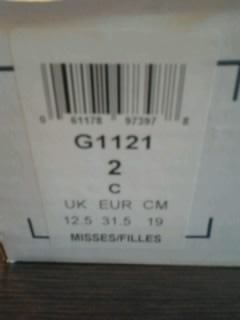 0 61178 97397 8
G1121
2
C
UK EUR CM
12.5 31.5 19
MISSES/FILLES